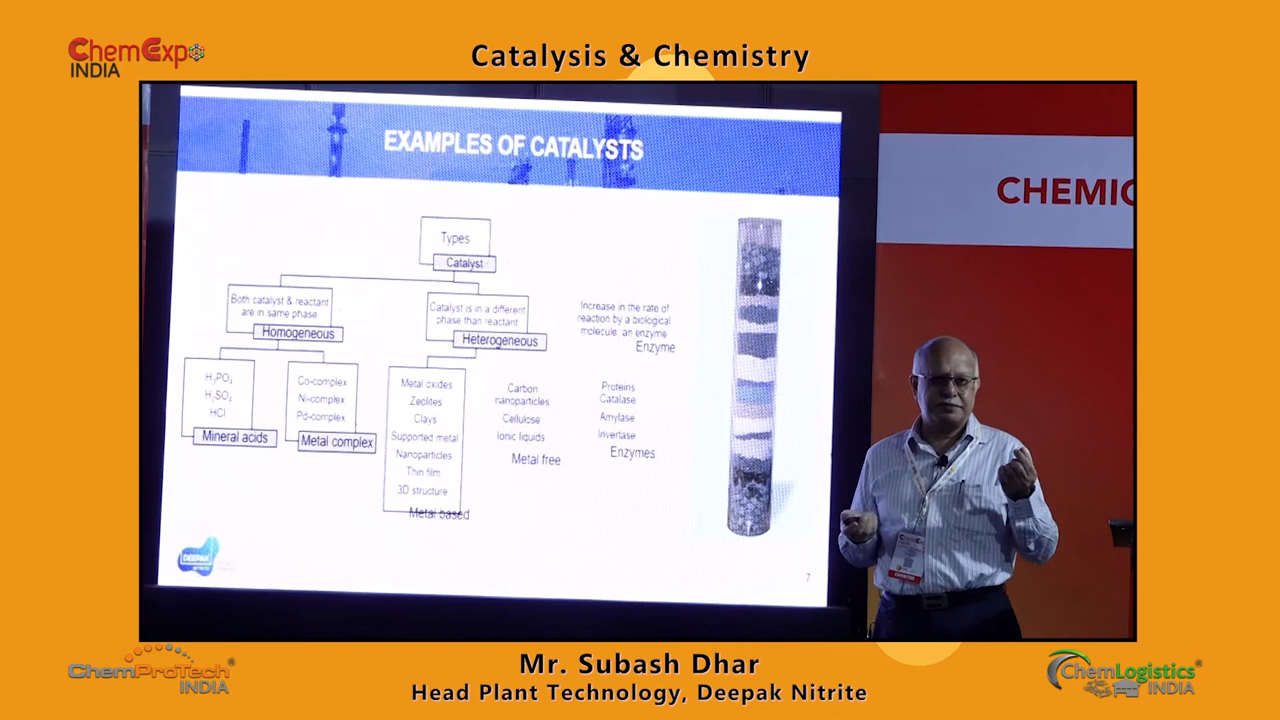 ChemExpo
INDIA
Catalysis & Chemistry
EXAMPLES OF CATALYSTS
CHEMIC
Types
Catalyst
Both catalyst & reactant
are in same phase
Homogeneous
Catalyst is in a different
phase than reactant
Heterogeneous
Increase in the rate of
reaction by a biological
molecule: an enzyme
Enzyme
H₃PO₄
H₂SO₄
HCl
Mineral acids
Co-complex
Ni-complex
Pd-complex
Metal complex
Metal oxides
Zeolites
Clays
Supported metal
Nanoparticles
Thin film
3D structure
Metal based
Carbon
nanoparticles
Cellulose
Ionic liquids
Metal free
Proteins
Catalase
Amylase
Invertase
Enzymes
DEEPAK
7
ChemProTech®
INDIA
Mr. Subash Dhar
Head Plant Technology, Deepak Nitrite
ChemLogistics®
INDIA